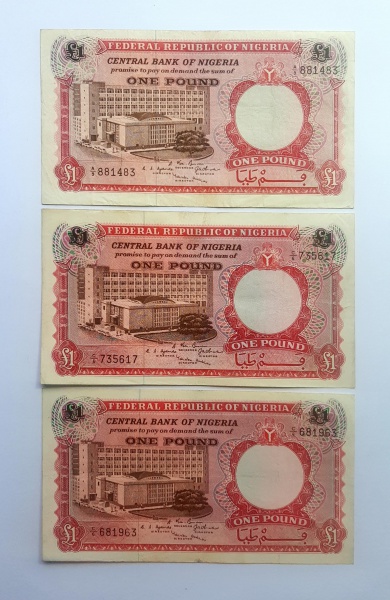 £1
FEDERAL REPUBLIC OF NIGERIA
CENTRAL BANK OF NIGERIA
promise to pay on demand the sum of
ONE POUND
881483
£1
881483
DIRECTOR
ONE POUND
£1
£1
FEDERAL REPUBLIC OF NIGERIA
£1
CENTRAL BANK OF NIGERIA
promise to pay on demand the sum of
ONE POUND
735617
735617
DIRECTOR
ONE POUND
£1
£1
£1
FEDERAL REPUBLIC OF NIGERIA
£1
CENTRAL BANK OF NIGERIA
promise to pay on demand the sum of
ONE POUND
681963
681963
DIRECTOR
ONE POUND
£1
£1